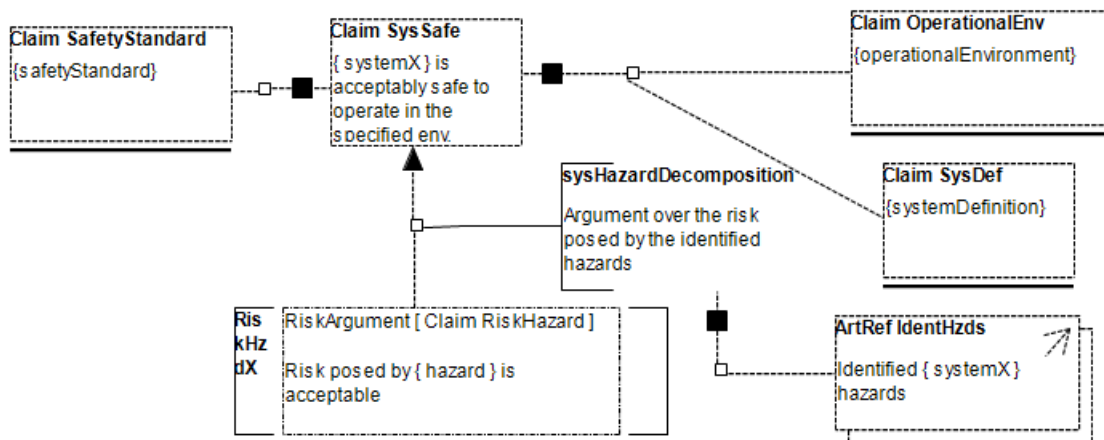 Claim SafetyStandard
{safetyStandard}
Claim SysSafe
{ systemX } is
acceptably safe to
operate in the
specified env.
Claim OperationalEnv
{operationalEnvironment}
sysHazardDecomposition
Argument over the risk
posed by the identified
hazards
Claim SysDef
{systemDefinition}
Ris
kHz
dX
RiskArgument [ Claim RiskHazard ]
Risk posed by { hazard } is
acceptable
ArtRef IdentHzds
Identified { systemX }
hazards